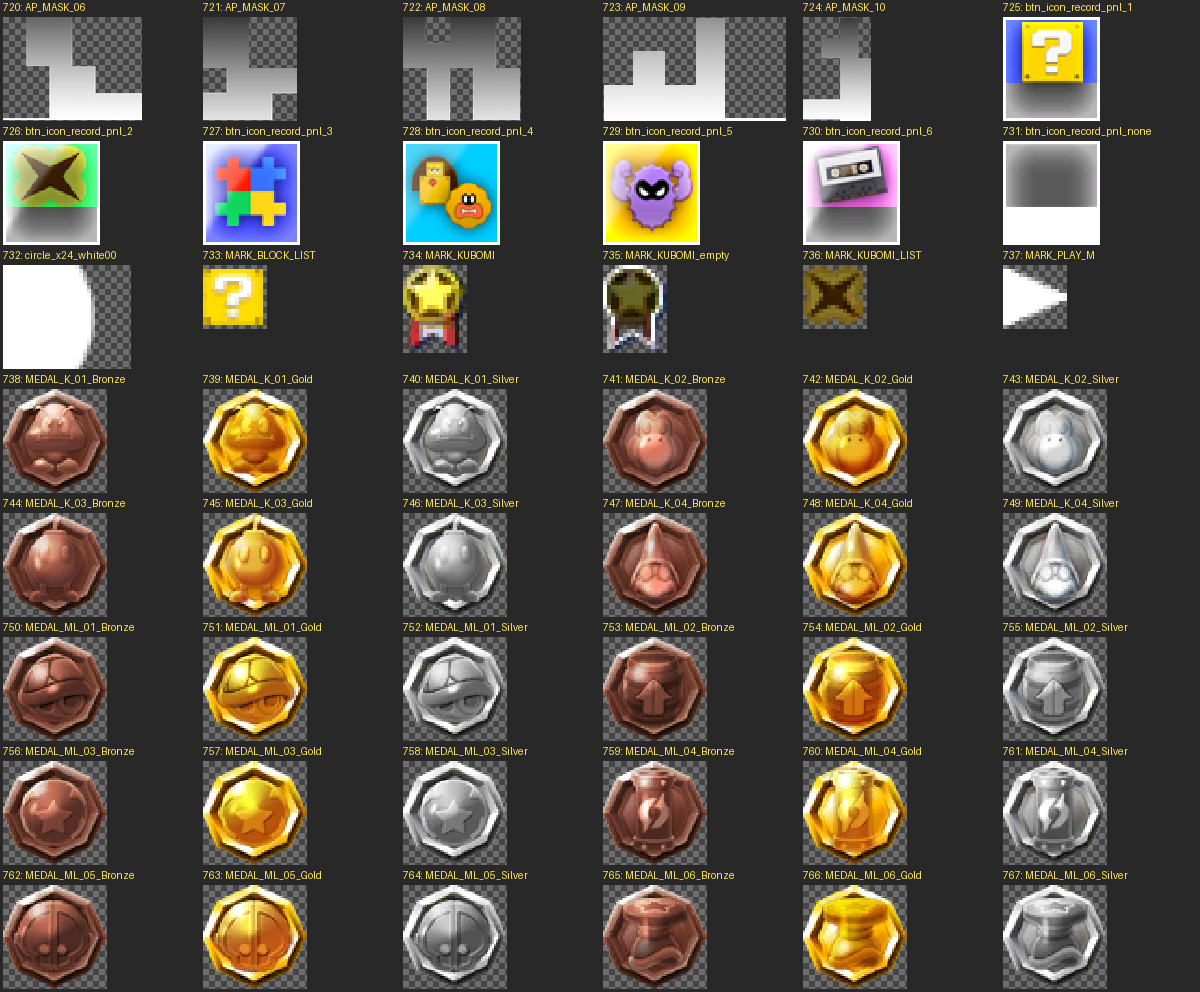 720: AP_MASK_06 721: AP_MASK_07 722: AP_MASK_08 723: AP_MASK_09 724: AP_MASK_10 725: btn_icon_record_pnl_1
?
726: btn_icon_record_pnl_2 727: btn_icon_record_pnl_3 728: btn_icon_record_pnl_4 729: btn_icon_record_pnl_5 730: btn_icon_record_pnl_6 731: btn_icon_record_pnl_none
732: circle_x24_white00 733: MARK_BLOCK_LIST 734: MARK_KUBOMI 735: MARK_KUBOMI_empty 736: MARK_KUBOMI_LIST 737: MARK_PLAY_M
?
738: MEDAL_K_01_Bronze 739: MEDAL_K_01_Gold 740: MEDAL_K_01_Silver 741: MEDAL_K_02_Bronze 742: MEDAL_K_02_Gold 743: MEDAL_K_02_Silver
744: MEDAL_K_03_Bronze 745: MEDAL_K_03_Gold 746: MEDAL_K_03_Silver 747: MEDAL_K_04_Bronze 748: MEDAL_K_04_Gold 749: MEDAL_K_04_Silver
750: MEDAL_ML_01_Bronze 751: MEDAL_ML_01_Gold 752: MEDAL_ML_01_Silver 753: MEDAL_ML_02_Bronze 754: MEDAL_ML_02_Gold 755: MEDAL_ML_02_Silver
756: MEDAL_ML_03_Bronze 757: MEDAL_ML_03_Gold 758: MEDAL_ML_03_Silver 759: MEDAL_ML_04_Bronze 760: MEDAL_ML_04_Gold 761: MEDAL_ML_04_Silver
762: MEDAL_ML_05_Bronze 763: MEDAL_ML_05_Gold 764: MEDAL_ML_05_Silver 765: MEDAL_ML_06_Bronze 766: MEDAL_ML_06_Gold 767: MEDAL_ML_06_Silver